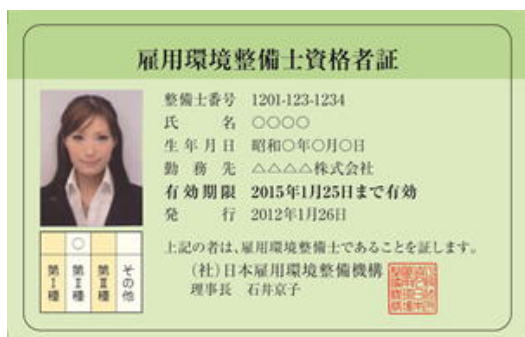 雇用環境整備士資格者証
整備士番号 1201-123-1234
氏名 ○○○○
生年月日 昭和○年○月○日
勤務先 △△△△株式会社
有効期限 2015年1月25日まで有効
発行 2012年1月26日
上記の者は、雇用環境整備士であることを証します。
(社)日本雇用環境整備機構
理事長 石井京子
○
第Ⅰ種 第Ⅱ種 第Ⅲ種 その他